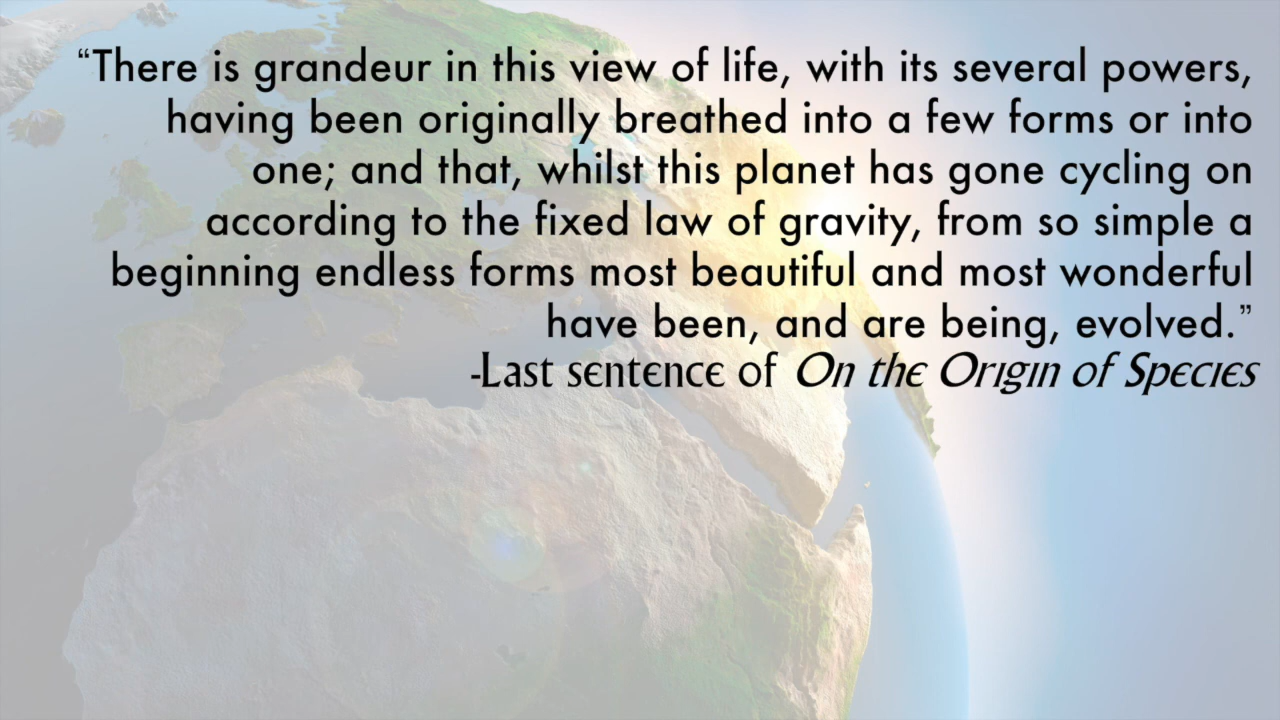 “There is grandeur in this view of life, with its several powers,
having been originally breathed into a few forms or into
one; and that, whilst this planet has gone cycling on
according to the fixed law of gravity, from so simple a
beginning endless forms most beautiful and most wonderful
have been, and are being, evolved.”
-Last sentence of On the Origin of Species